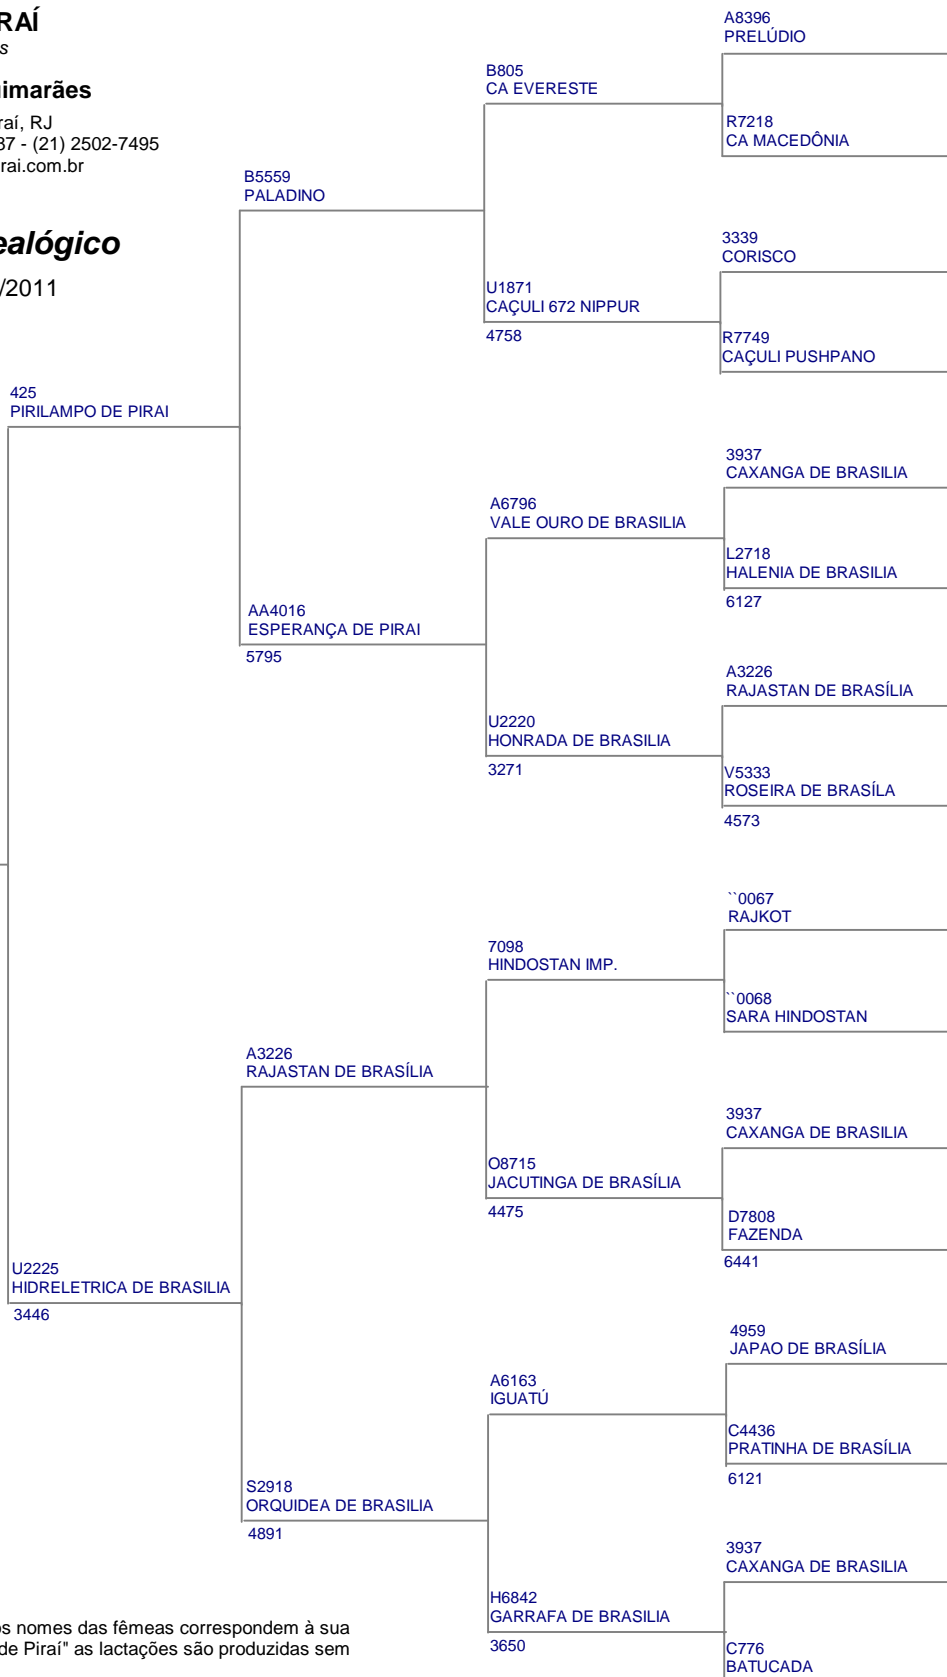 RAÍ
s
imarães
raí, RJ
37 - (21) 2502-7495
rai.com.br
ealógico
/2011
425
PIRILAMPO DE PIRAI
U2225
HIDRELETRICA DE BRASILIA
3446
B5559
PALADINO
AA4016
ESPERANÇA DE PIRAI
5795
A3226
RAJASTAN DE BRASÍLIA
S2918
ORQUIDEA DE BRASILIA
4891
B805
CA EVERESTE
U1871
CAÇULI 672 NIPPUR
4758
A6796
VALE OURO DE BRASILIA
U2220
HONRADA DE BRASILIA
3271
7098
HINDOSTAN IMP.
O8715
JACUTINGA DE BRASÍLIA
4475
A6163
IGUATÚ
H6842
GARRAFA DE BRASILIA
3650
A8396
PRELÚDIO
R7218
CA MACEDÔNIA
3339
CORISCO
R7749
CAÇULI PUSHPANO
3937
CAXANGA DE BRASILIA
L2718
HALENIA DE BRASILIA
6127
A3226
RAJASTAN DE BRASÍLIA
V5333
ROSEIRA DE BRASÍLA
4573
``0067
RAJKOT
``0068
SARA HINDOSTAN
3937
CAXANGA DE BRASILIA
D7808
FAZENDA
6441
4959
JAPAO DE BRASÍLIA
C4436
PRATINHA DE BRASÍLIA
6121
3937
CAXANGA DE BRASILIA
C776
BATUCADA
os nomes das fêmeas correspondem à sua
de Piraí" as lactações são produzidas sem